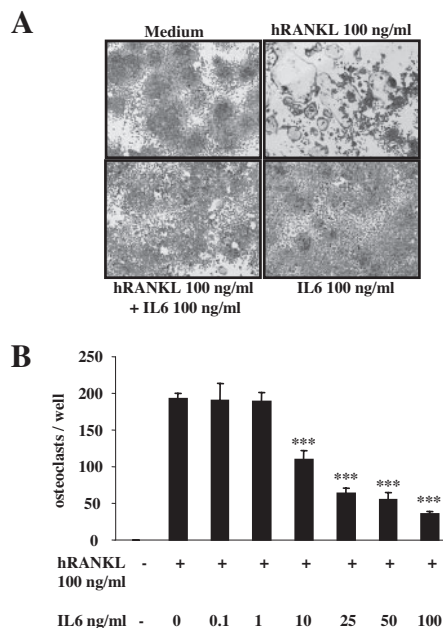 A
Medium
hRANKL 100 ng/ml
hRANKL 100 ng/ml
+ IL6 100 ng/ml
IL6 100 ng/ml
B
250
200
150
100
50
0
osteoclasts / well
***
***
***
***
hRANKL - + + + + + + +
100 ng/ml
IL6 ng/ml - 0 0.1 1 10 25 50 100